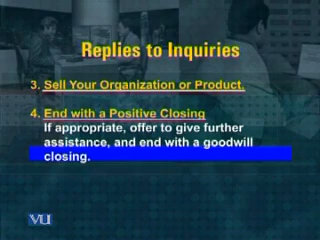 Replies to Inquiries
3. Sell Your Organization or Product.
4. End with a Positive Closing
If appropriate, offer to give further
assistance, and end with a goodwill
closing.
VU